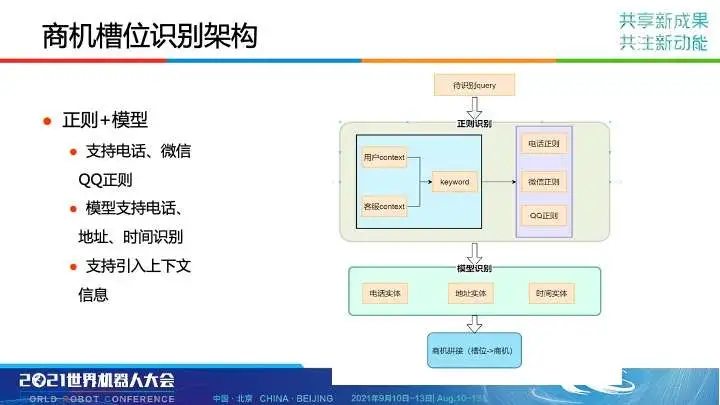 商机槽位识别架构
共享新成果
共注新动能
正则+模型
支持电话、微信
QQ正则
模型支持电话、
地址、时间识别
支持引入上下文
信息
待识别query
正则识别
用户context
客服context
keyword
电话正则
微信正则
QQ正则
模型识别
电话实体
地址实体
时间实体
商机拼接（槽位->商机）
2021世界机器人大会
ORLD ROBOT CONFERENCE
中国·北京 CHINA·BEIJING
2021年9月10日-13日| Aug.10-13